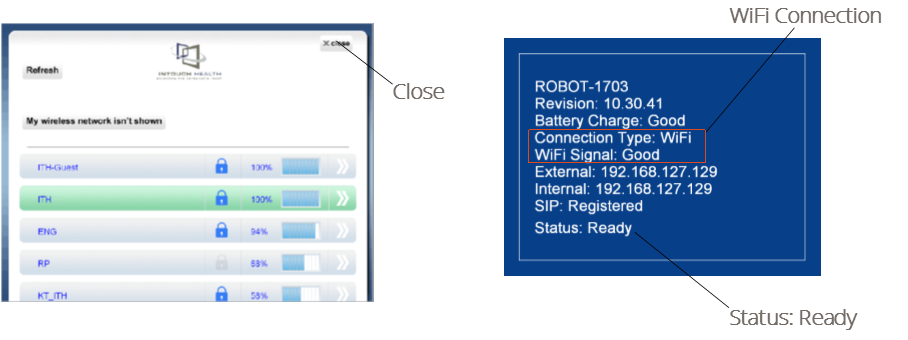 WiFi Connection
X close
Refresh
INTOUCH HEALTH
Close
My wireless network isn't shown
ITH-Guest 100%
ITH 100%
ENG 94%
RP 58%
KT_ITH 58%
ROBOT-1703
Revision: 10.30.41
Battery Charge: Good
Connection Type: WiFi
WiFi Signal: Good
External: 192.168.127.129
Internal: 192.168.127.129
SIP: Registered
Status: Ready
Status: Ready